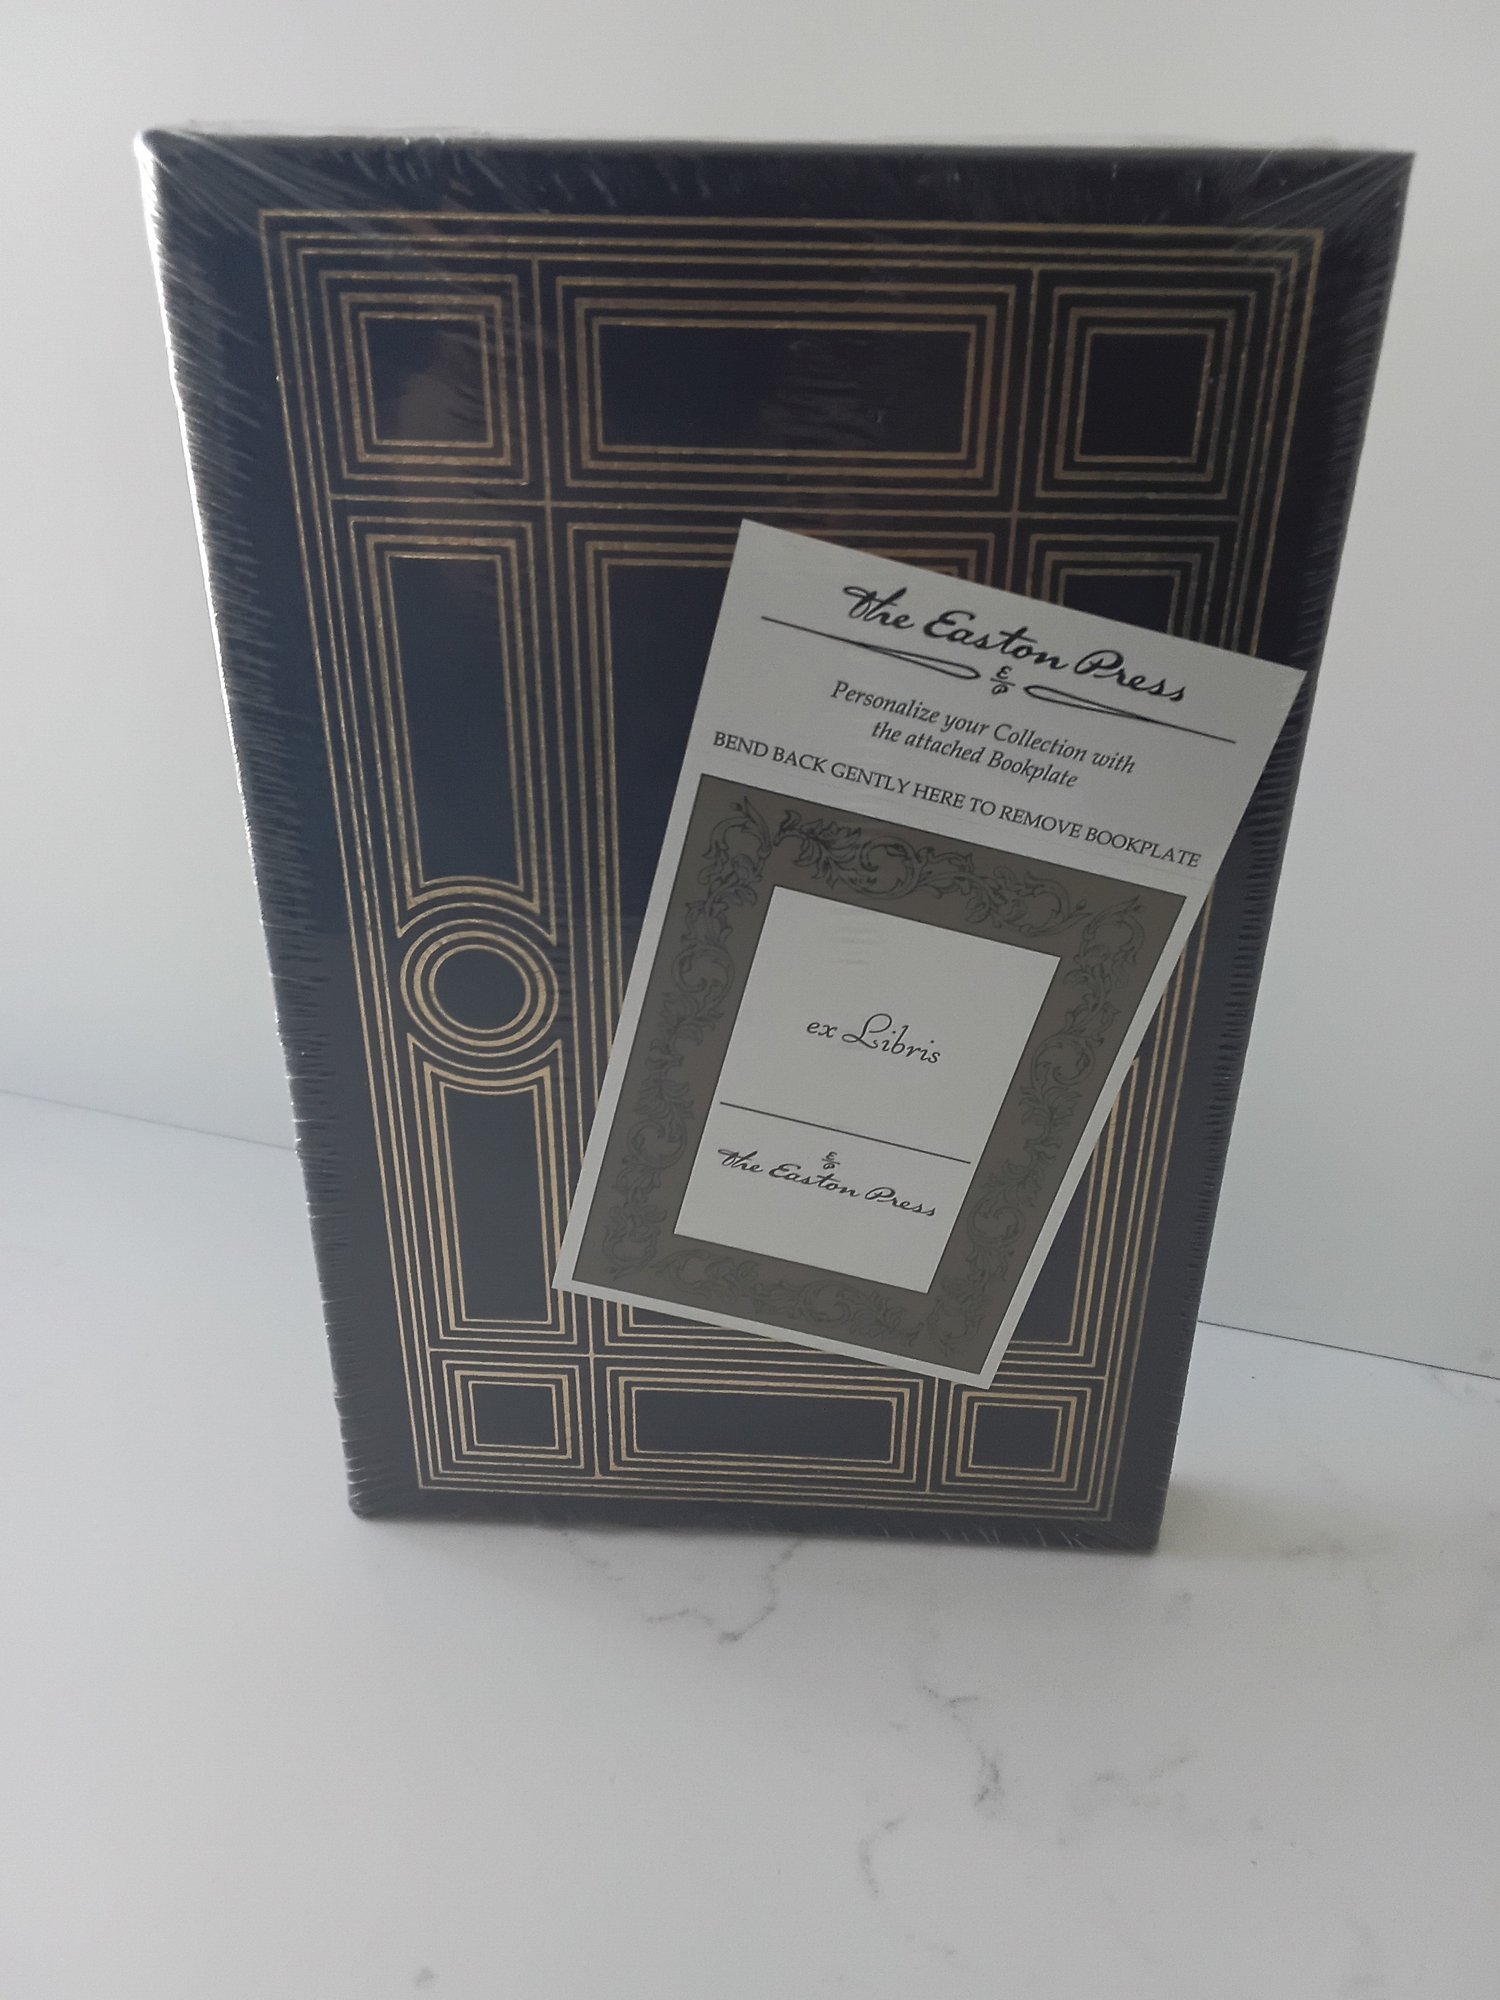 The Easton Press
E
P
Personalize your Collection with
the attached Bookplate
BEND BACK GENTLY HERE TO REMOVE BOOKPLATE
ex Libris
E
P
The Easton Press